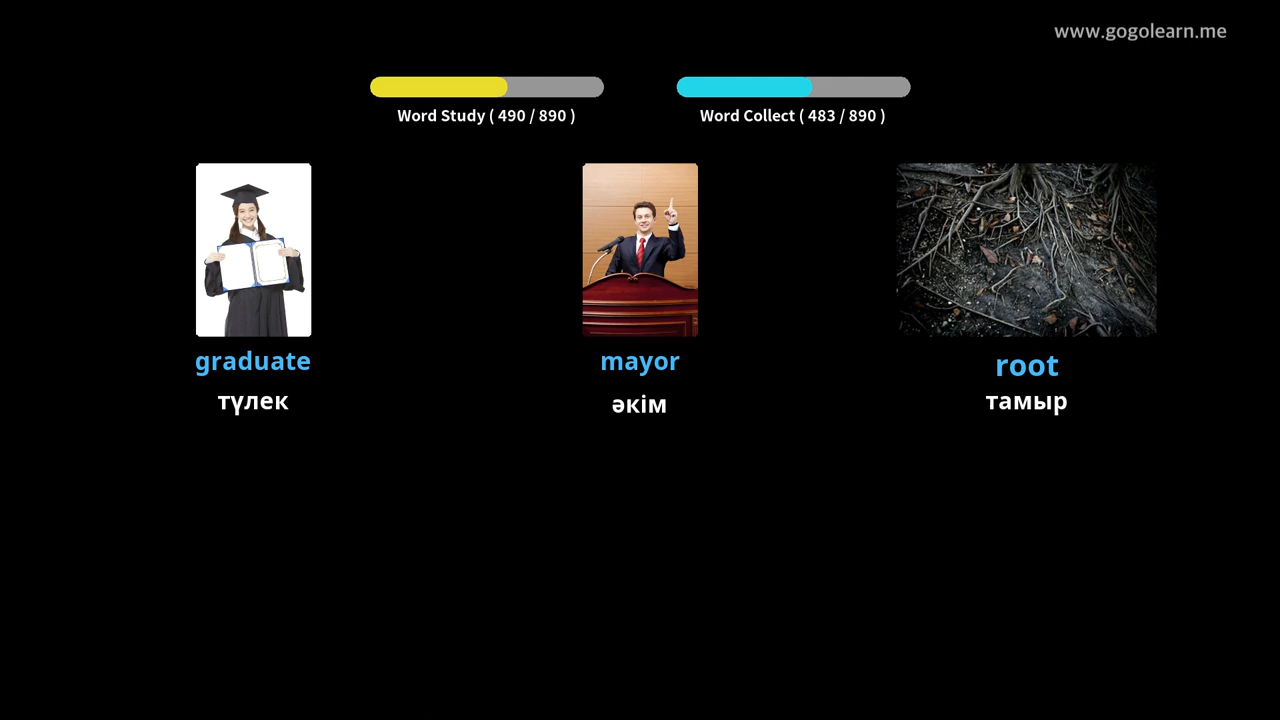 www.gogolearn.me
Word Study ( 490 / 890 )
Word Collect ( 483 / 890 )
graduate
түлек
mayor
әкім
root
тамыр